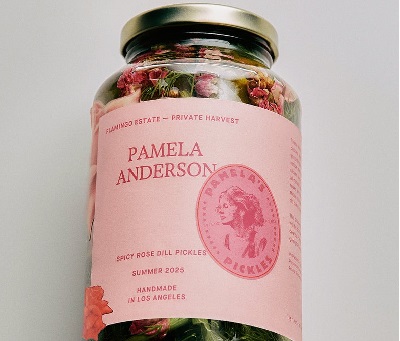 FLAMINGO ESTATE — PRIVATE HARVEST
PAMELA
ANDERSON
PAMELA'S
PICKLES
SPICY ROSE DILL PICKLES
SUMMER 2025
HANDMADE
IN LOS ANGELES